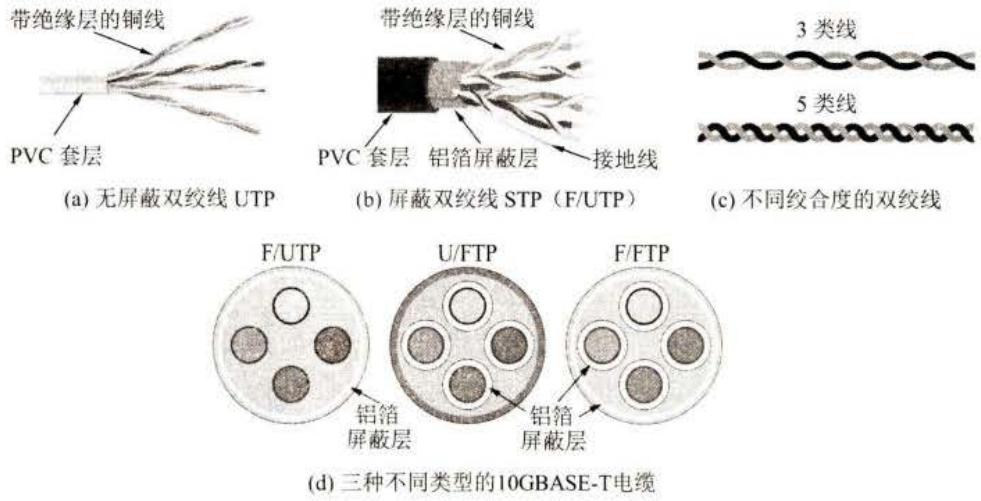 带绝缘层的铜线
PVC 套层
(a) 无屏蔽双绞线 UTP
带绝缘层的铜线
PVC 套层
铝箔屏蔽层
接地线
(b) 屏蔽双绞线 STP（F/UTP）
3 类线
5 类线
(c) 不同绞合度的双绞线
F/UTP
U/FTP
F/FTP
铝箔
屏蔽层
铝箔
屏蔽层
(d) 三种不同类型的10GBASE-T电缆